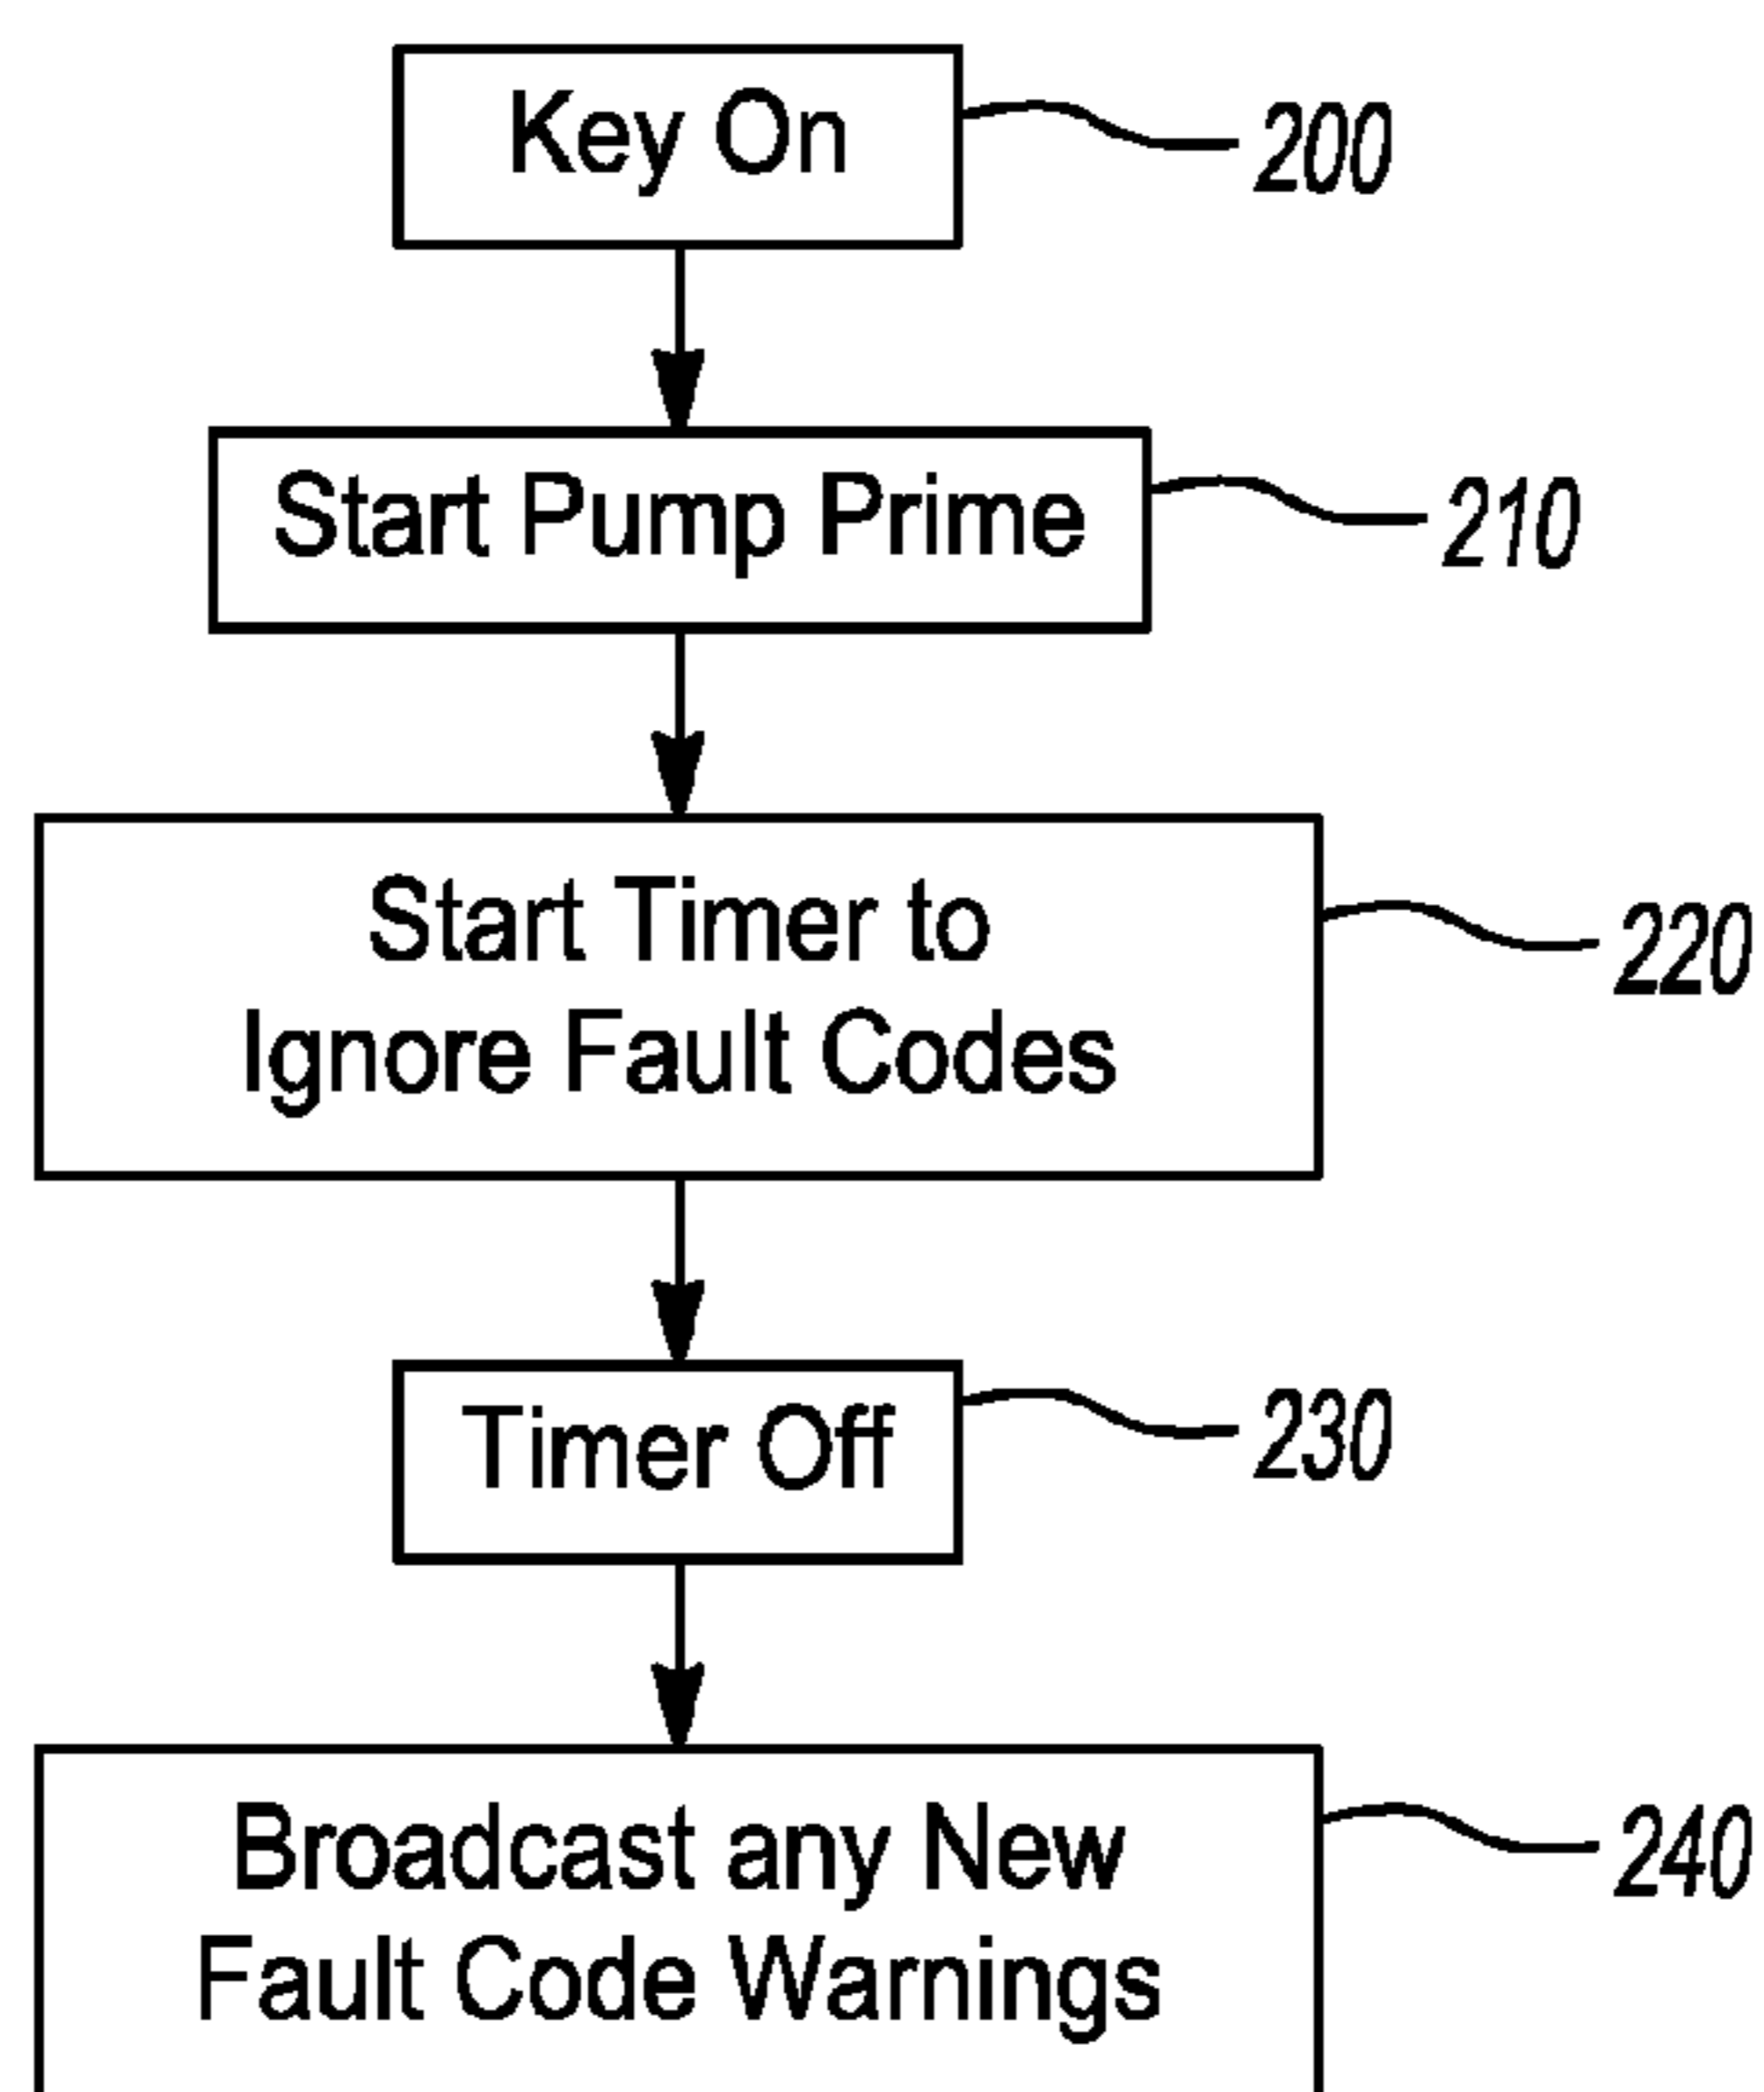 Key On
200
Start Pump Prime
210
Start Timer to
Ignore Fault Codes
220
Timer Off
230
Broadcast any New
Fault Code Warnings
240